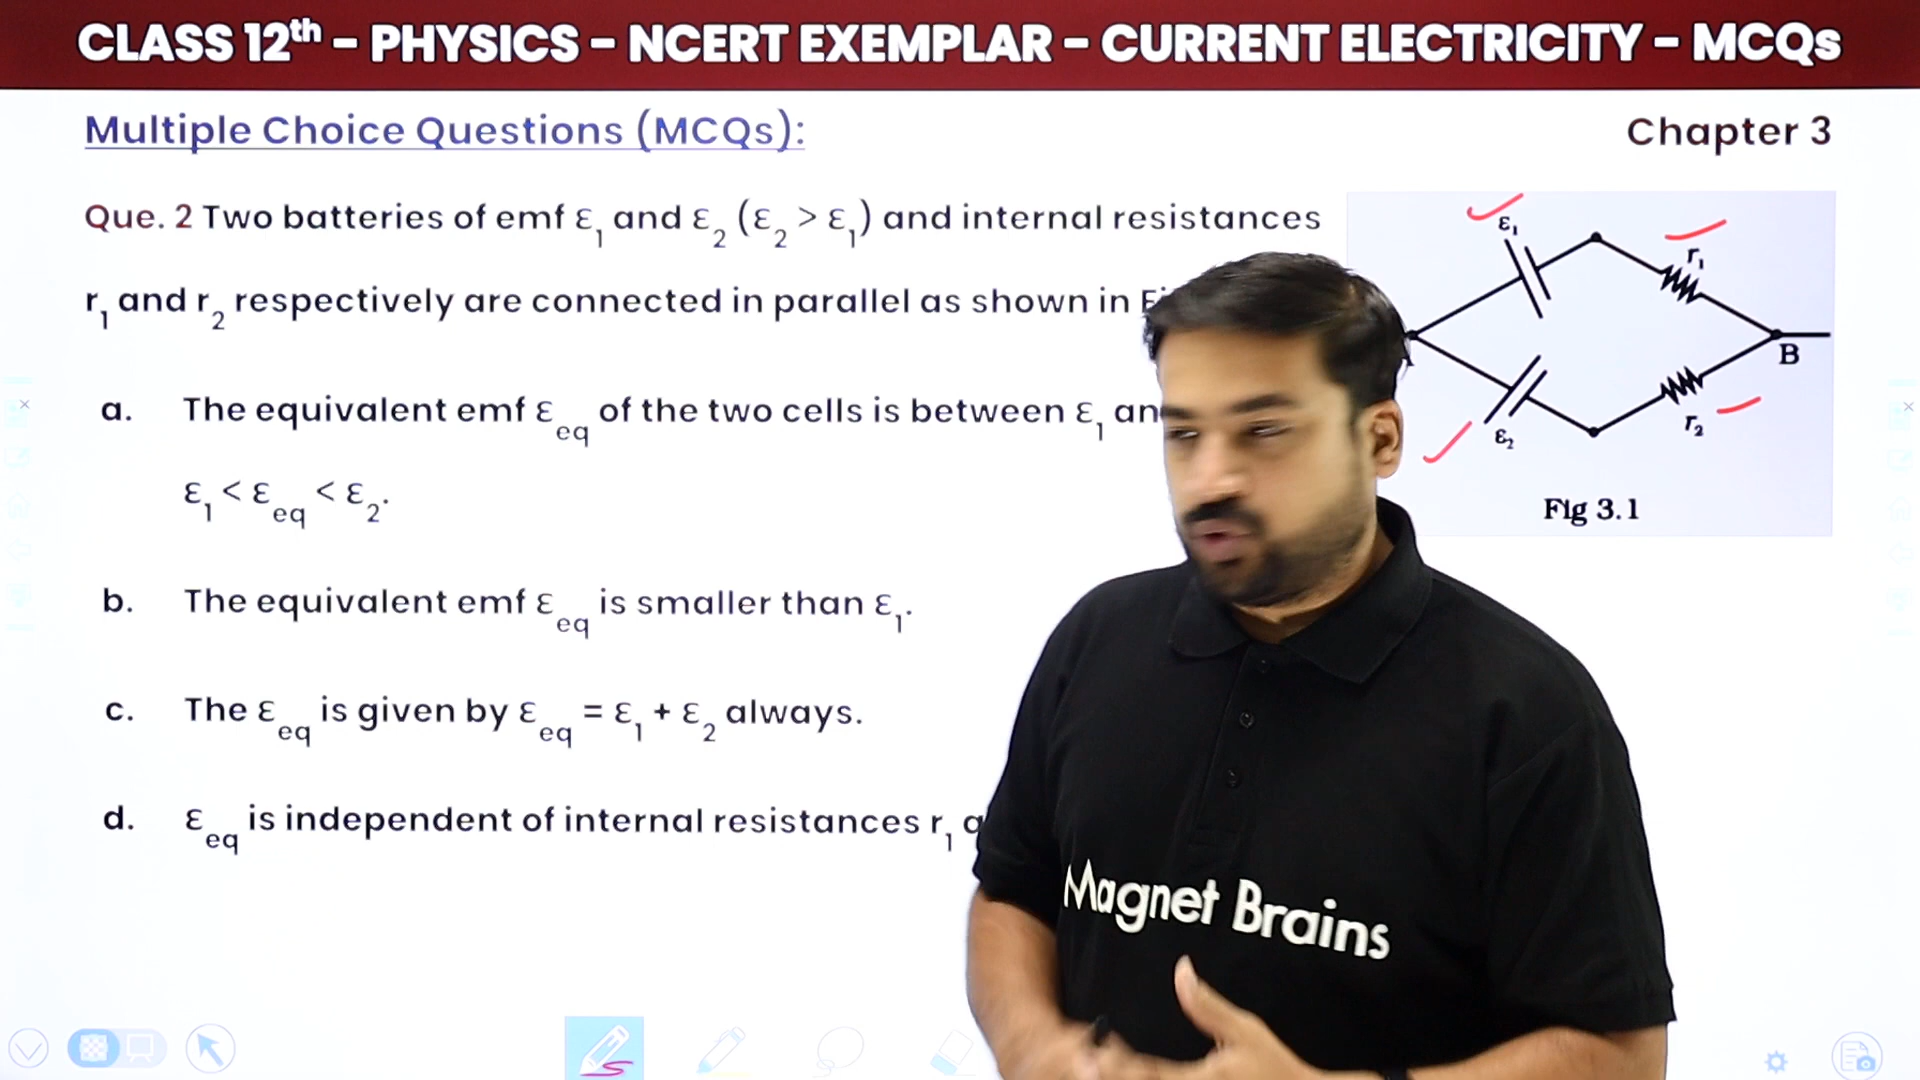 CLASS 12th – PHYSICS – NCERT EXEMPLAR – CURRENT ELECTRICITY – MCQs
Multiple Choice Questions (MCQs):
Chapter 3
Que. 2 Two batteries of emf ε₁ and ε₂ (ε₂ > ε₁) and internal resistances
r₁ and r₂ respectively are connected in parallel as shown in
a. The equivalent emf εeq of the two cells is between ε₁
ε₁ < εeq < ε₂.
b. The equivalent emf εeq is smaller than ε₁.
c. The εeq is given by εeq = ε₁ + ε₂ always.
d. εeq is independent of internal resistances r₁
ε₁
r₁
B
ε₂
r₂
Fig 3.1
Magnet Brains